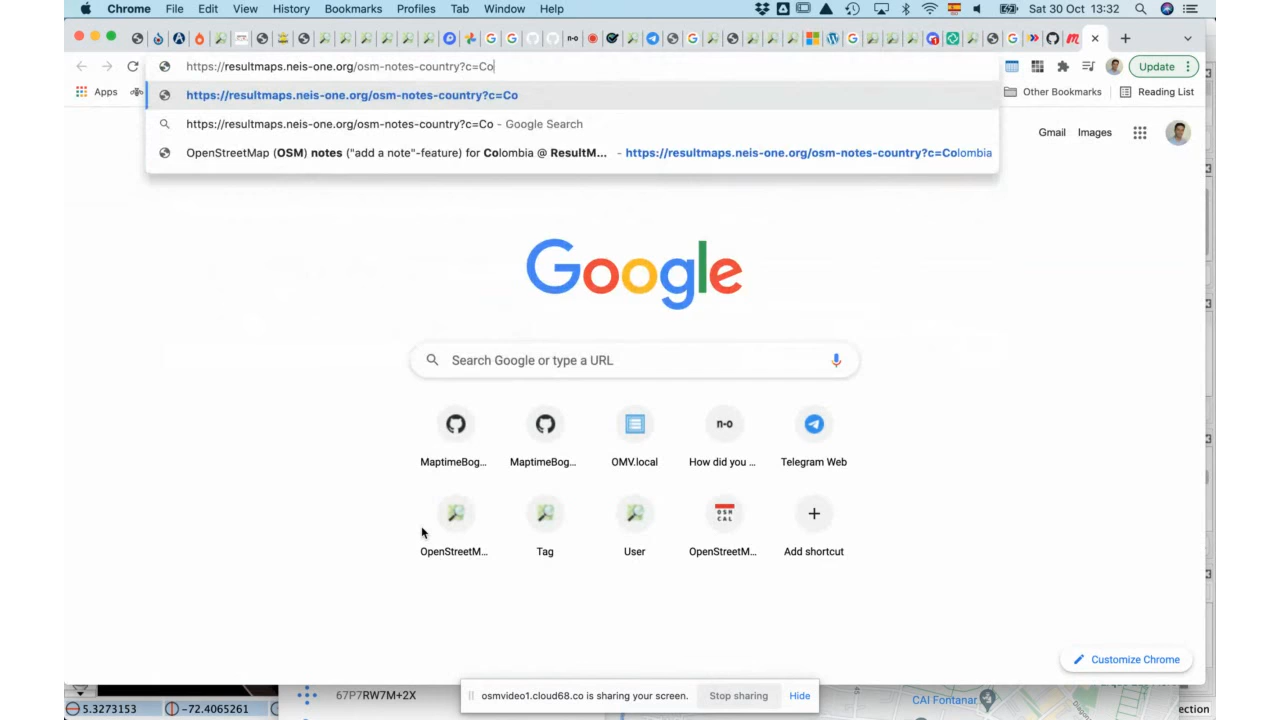 Chrome File Edit View History Bookmarks Profiles Tab Window Help Sat 30 Oct 13:32
https://resultmaps.neis-one.org/osm-notes-country?c=Co
Update
https://resultmaps.neis-one.org/osm-notes-country?c=Co
Apps
Other Bookmarks
Reading List
https://resultmaps.neis-one.org/osm-notes-country?c=Co - Google Search
OpenStreetMap (OSM) notes ("add a note"-feature) for Colombia @ ResultM... - https://resultmaps.neis-one.org/osm-notes-country?c=Colombia
Gmail Images
Google
Search Google or type a URL
n-o
MaptimeBog... MaptimeBog... OMV.local How did you ... Telegram Web
OSM
CAL
OpenStreetM... Tag User OpenStreetM... Add shortcut
Customize Chrome
67P7RW7M+2X
osmvideo1.cloud68.co is sharing your screen. Stop sharing Hide
CAI Fontanar
5.3273153 -72.4065261
ection